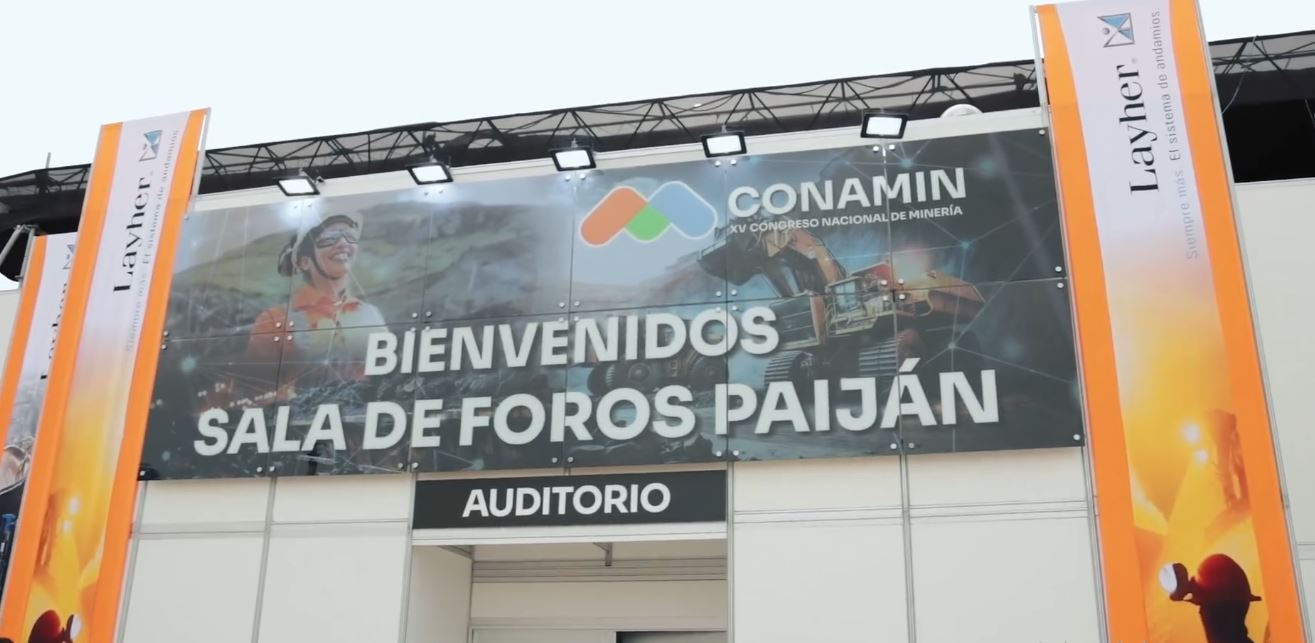 Layher
Siempre más. El sistema de andamios.
CONAMIN
XV CONGRESO NACIONAL DE MINERÍA
BIENVENIDOS
SALA DE FOROS PAIJÁN
AUDITORIO
Layher
Siempre más. El sistema de andamios.